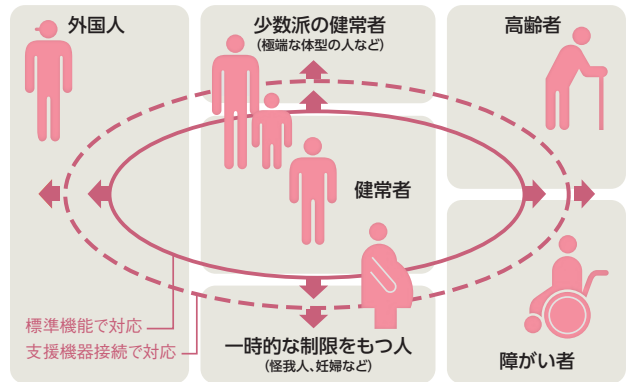 外国人
少数派の健常者
(極端な体型の人など)
高齢者
健常者
標準機能で対応
支援機器接続で対応
一時的な制限をもつ人
(怪我人、妊婦など)
障がい者